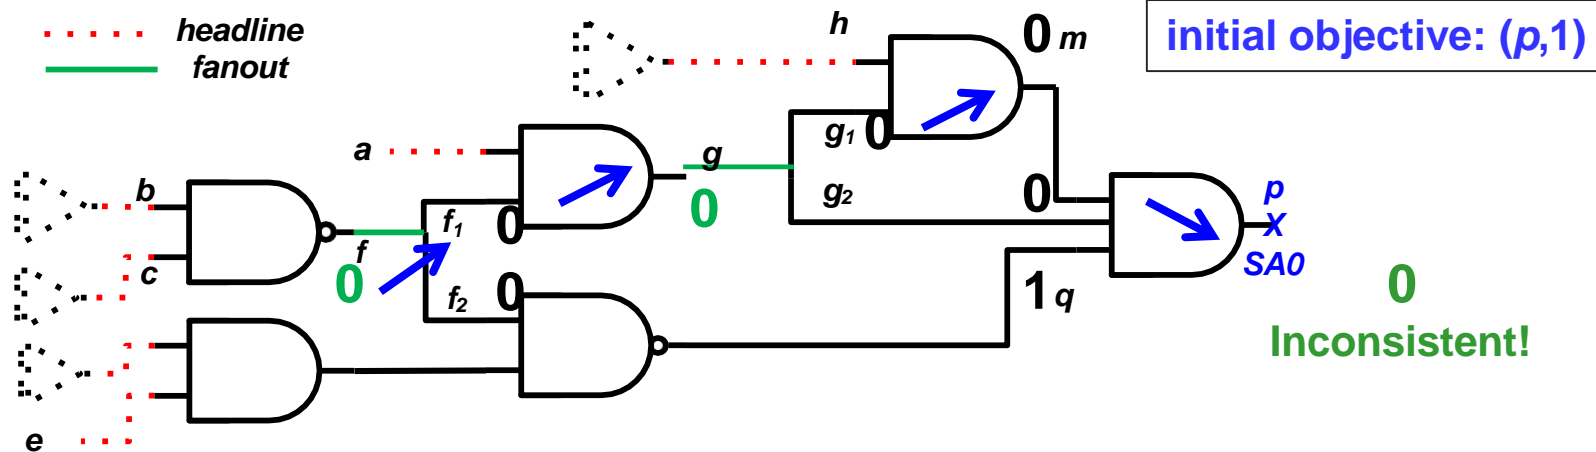 headline
fanout
h
0 m
initial objective: (p,1)
a
g1
0
g
b
f1
0
0
g2
0
p
X
SA0
c
f
0
f2
0
1 q
0
Inconsistent!
e